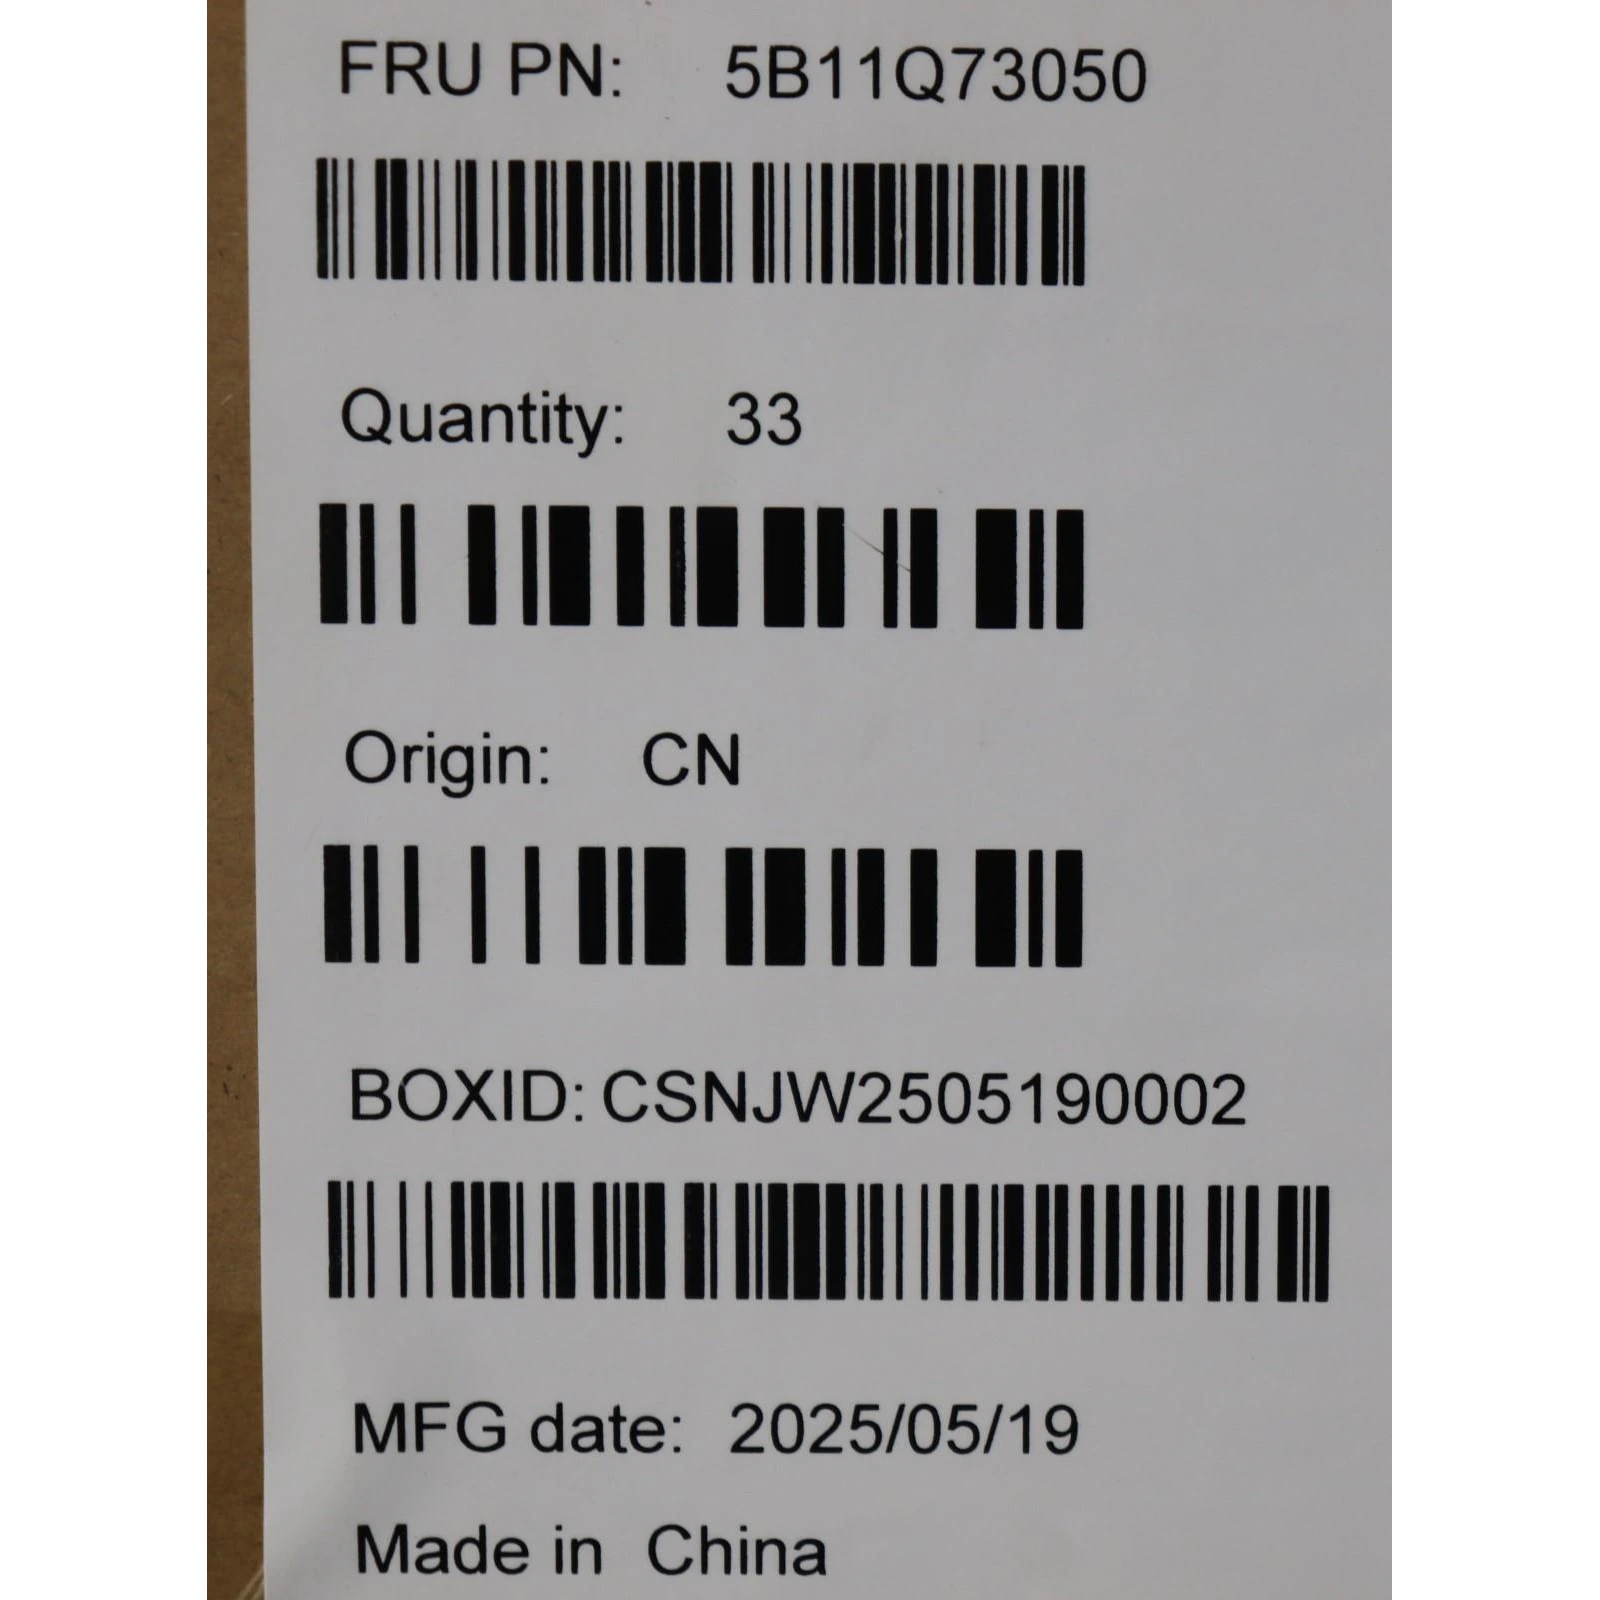 FRU PN: 5B11Q73050
Quantity: 33
Origin: CN
BOXID: CSNJW2505190002
MFG date: 2025/05/19
Made in China